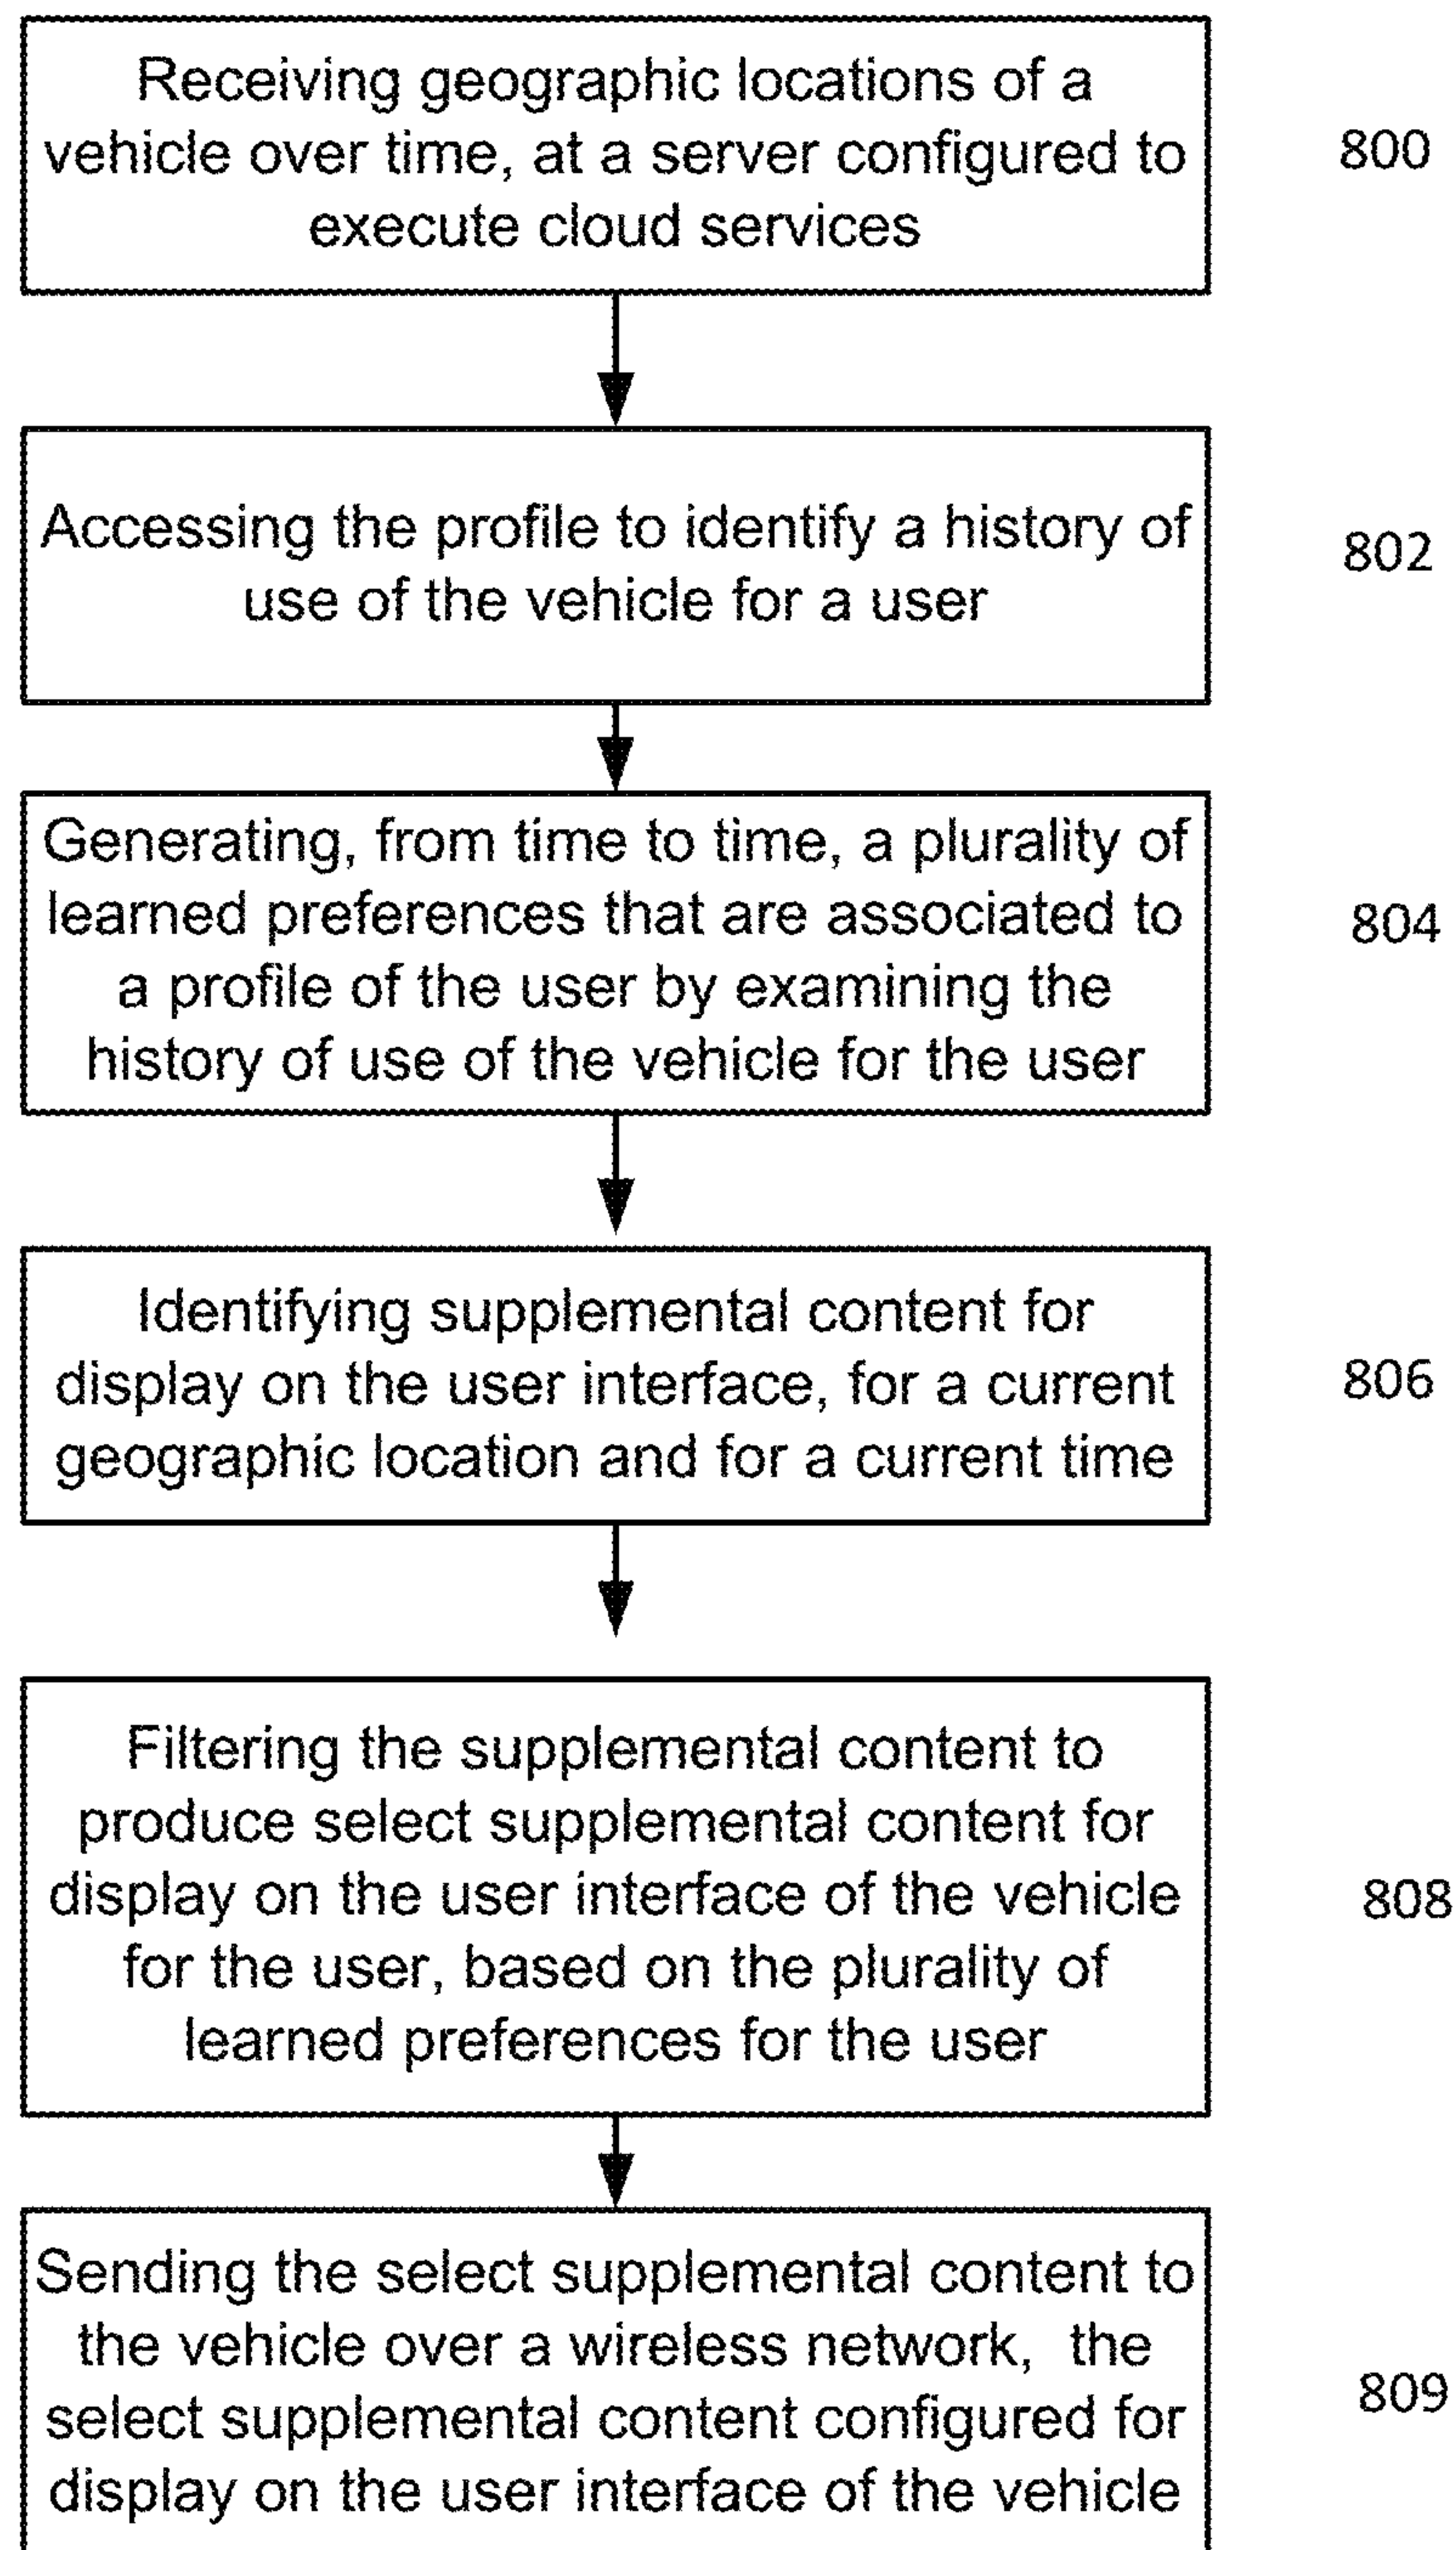 Receiving geographic locations of a
vehicle over time, at a server configured to
execute cloud services
800
Accessing the profile to identify a history of
use of the vehicle for a user
802
Generating, from time to time, a plurality of
learned preferences that are associated to
a profile of the user by examining the
history of use of the vehicle for the user
804
Identifying supplemental content for
display on the user interface, for a current
geographic location and for a current time
806
Filtering the supplemental content to
produce select supplemental content for
display on the user interface of the vehicle
for the user, based on the plurality of
learned preferences for the user
808
Sending the select supplemental content to
the vehicle over a wireless network, the
select supplemental content configured for
display on the user interface of the vehicle
809